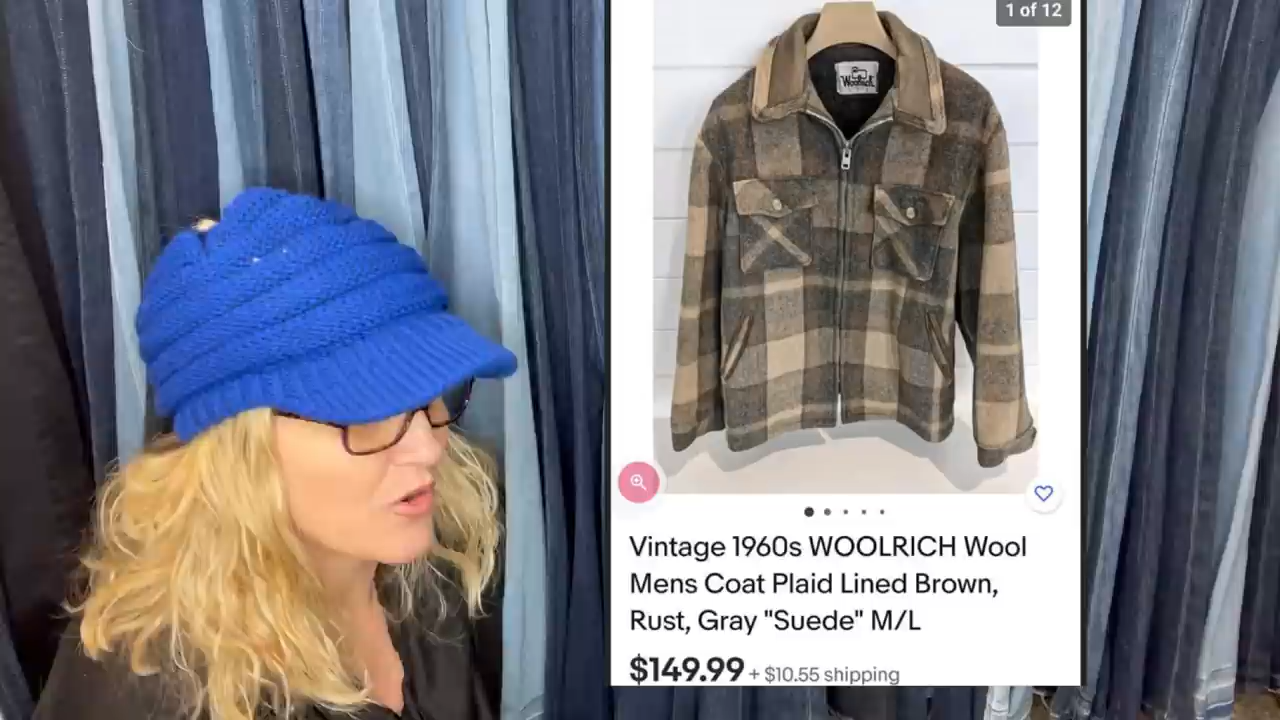 1 of 12
Woolrich
Vintage 1960s WOOLRICH Wool
Mens Coat Plaid Lined Brown,
Rust, Gray "Suede" M/L
$149.99 + $10.55 shipping